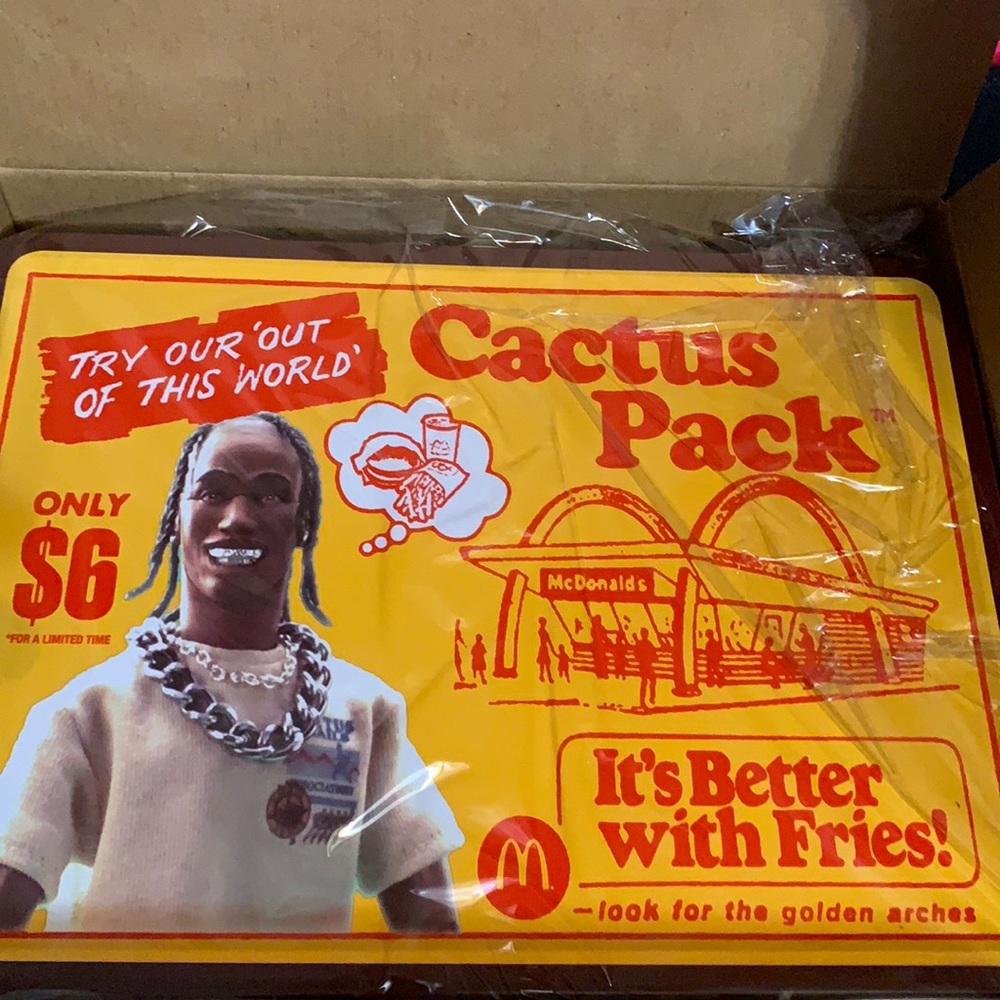 TRY OUR 'OUT
OF THIS WORLD'
Cactus
Pack™
ONLY
$6
*FOR A LIMITED TIME
McDonald's
It's Better
with Fries!
—look for the golden arches